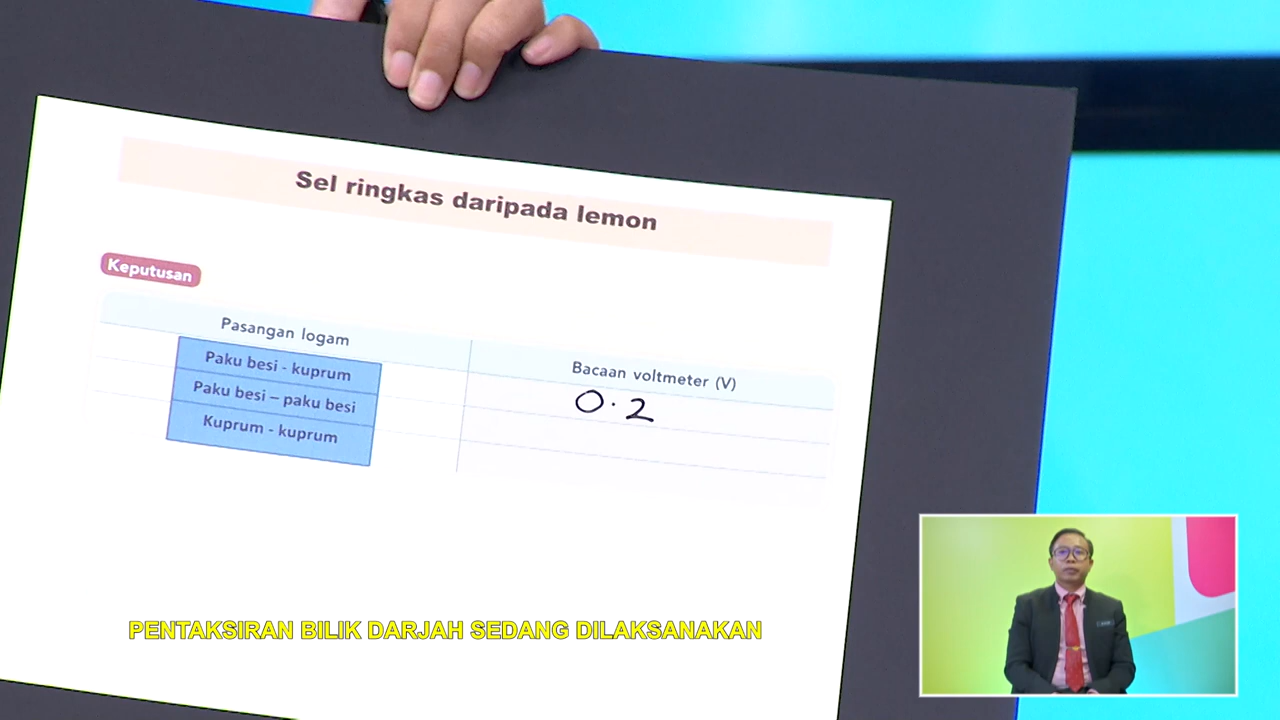 Sel ringkas daripada lemon
Keputusan
Pasangan logam
Bacaan voltmeter (V)
Paku besi - kuprum
0.2
Paku besi – paku besi
Kuprum - kuprum
PENTAKSIRAN BILIK DARJAH SEDANG DILAKSANAKAN